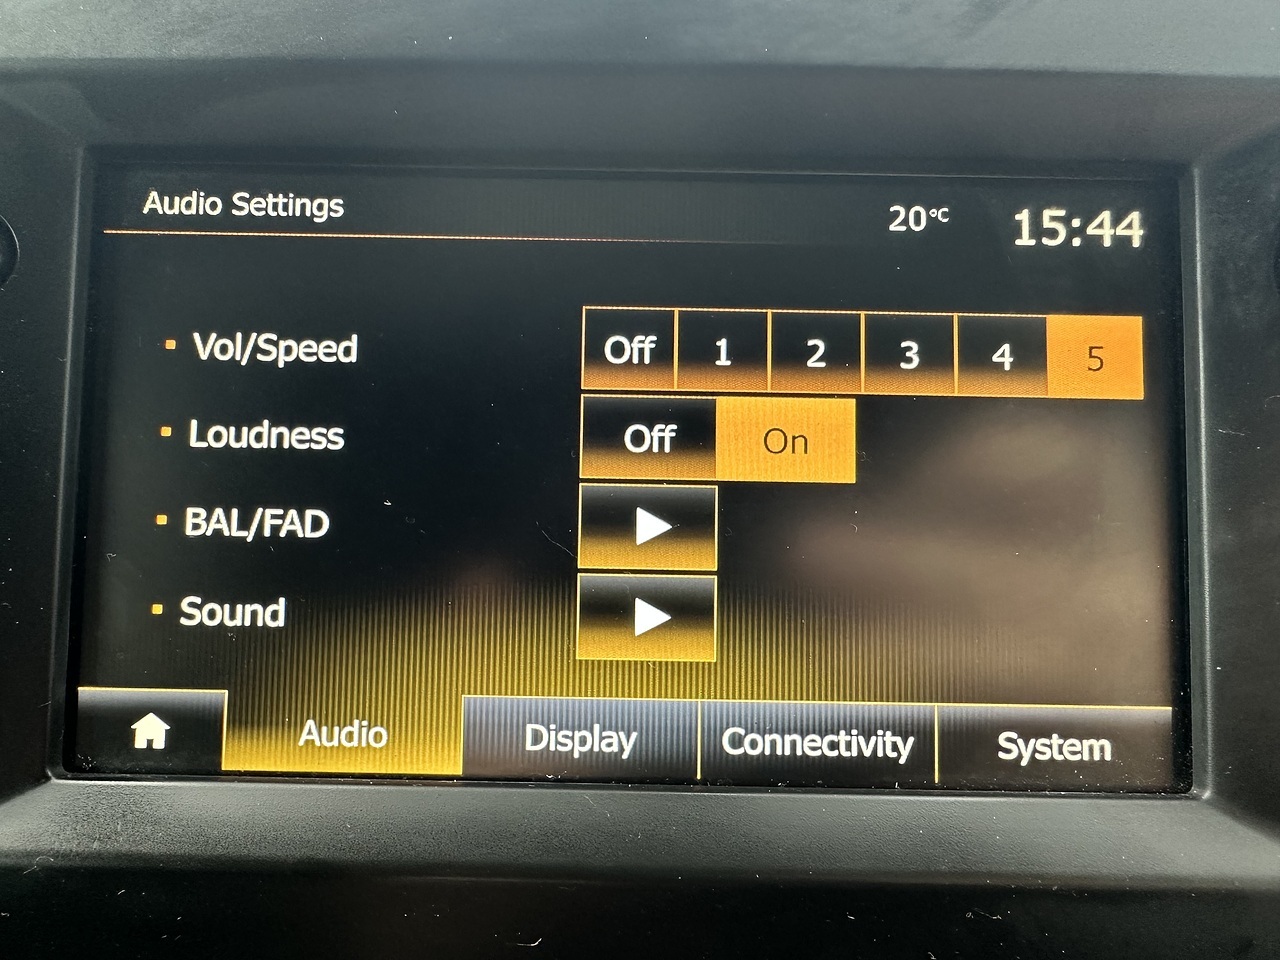 Audio Settings 20°C 15:44
Vol/Speed Off 1 2 3 4 5
Loudness Off On
BAL/FAD
Sound
Audio Display Connectivity System